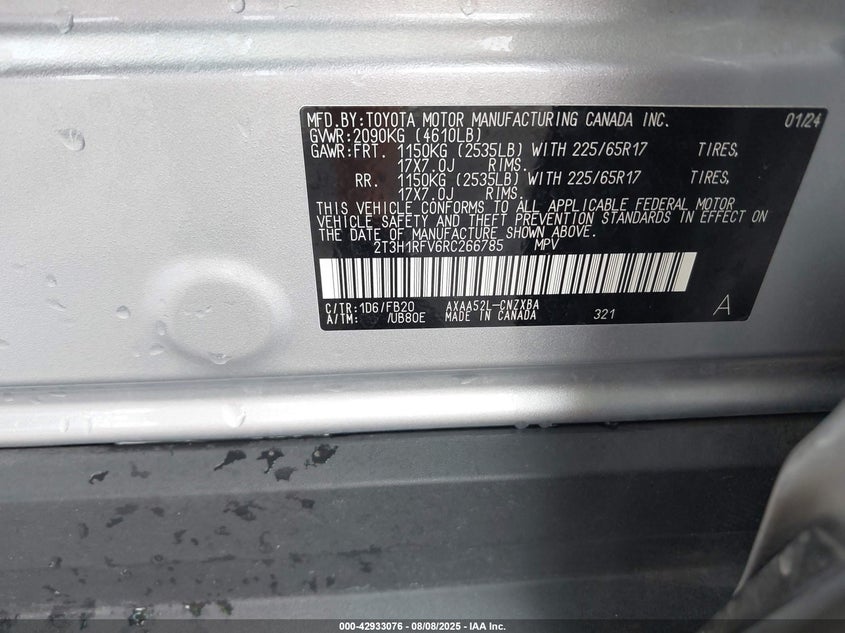 MFD.BY:TOYOTA MOTOR MANUFACTURING CANADA INC. 01/24
GVWR:2090KG (4610LB)
GAWR:FRT. 1150KG (2535LB) WITH 225/65R17 TIRES,
17X7.0J RIMS.
RR. 1150KG (2535LB) WITH 225/65R17 TIRES,
17X7.0J RIMS.
THIS VEHICLE CONFORMS TO ALL APPLICABLE FEDERAL MOTOR
VEHICLE SAFETY AND THEFT PREVENTION STANDARDS IN EFFECT ON
THE DATE OF MANUFACTURE SHOWN ABOVE.
2T3H1RFV6RC266785 MPV
C/TR:1D6/FB20 AXAA52L-CNZXBA
A/TM: /UB80E MADE IN CANADA 321 A
000-42933076 - 08/08/2025 - IAA Inc.